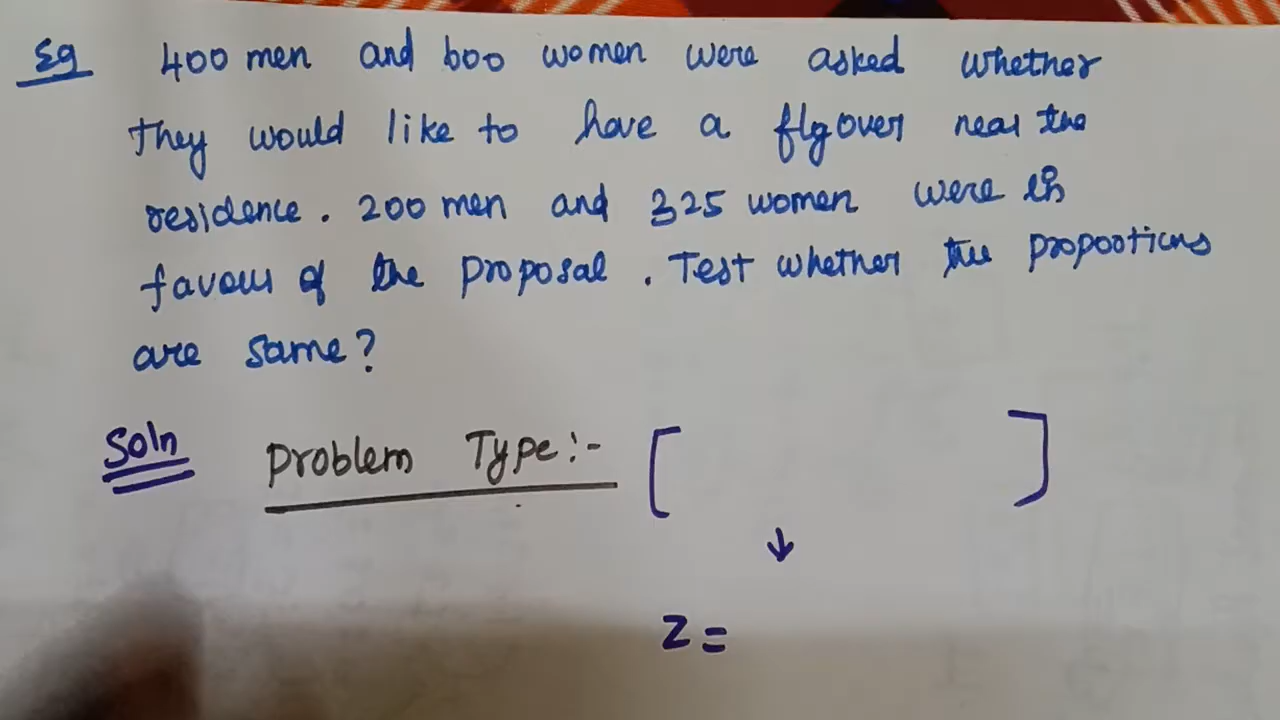 Eg 400 men and 600 women were asked whether
they would like to have a flyover near the
residence. 200 men and 325 women were in
favour of the proposal. Test whether the proportions
are same?
Soln Problem Type:- [ ]
↓
Z =